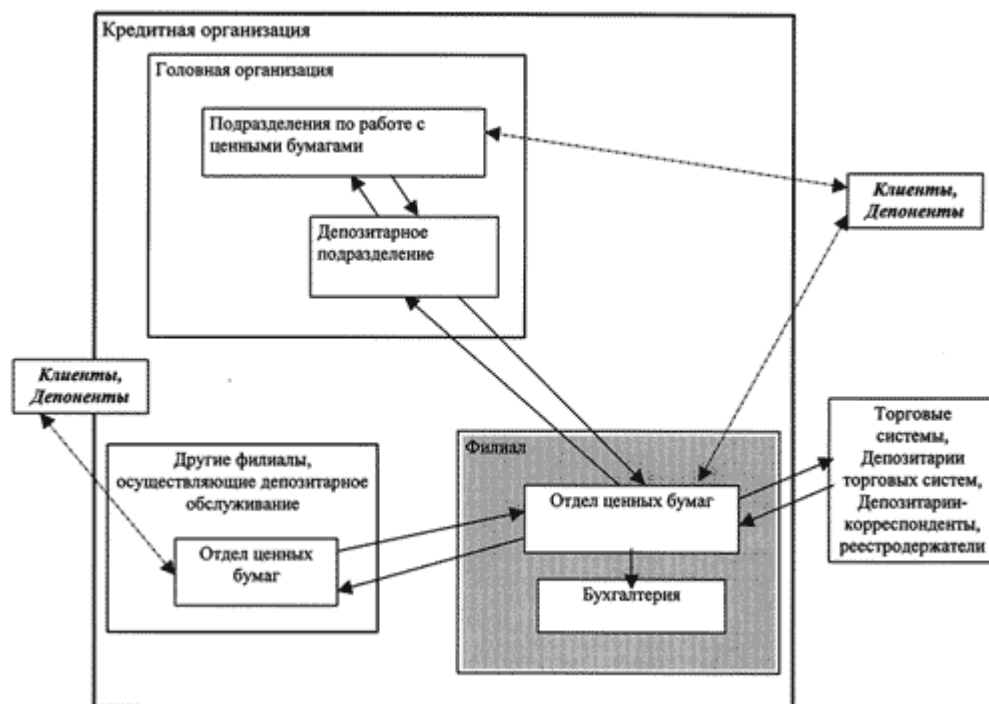 Кредитная организация
Головная организация
Подразделения по работе с
ценными бумагами
Клиенты,
Депоненты
Депозитарное
подразделение
Клиенты,
Депоненты
Торговые
системы,
Депозитарии
торговых систем,
Депозитарии-
корреспонденты,
реестродержатели
Филиал
Другие филиалы,
осуществляющие депозитарное
обслуживание
Отдел ценных бумаг
Отдел ценных
бумаг
Бухгалтерия